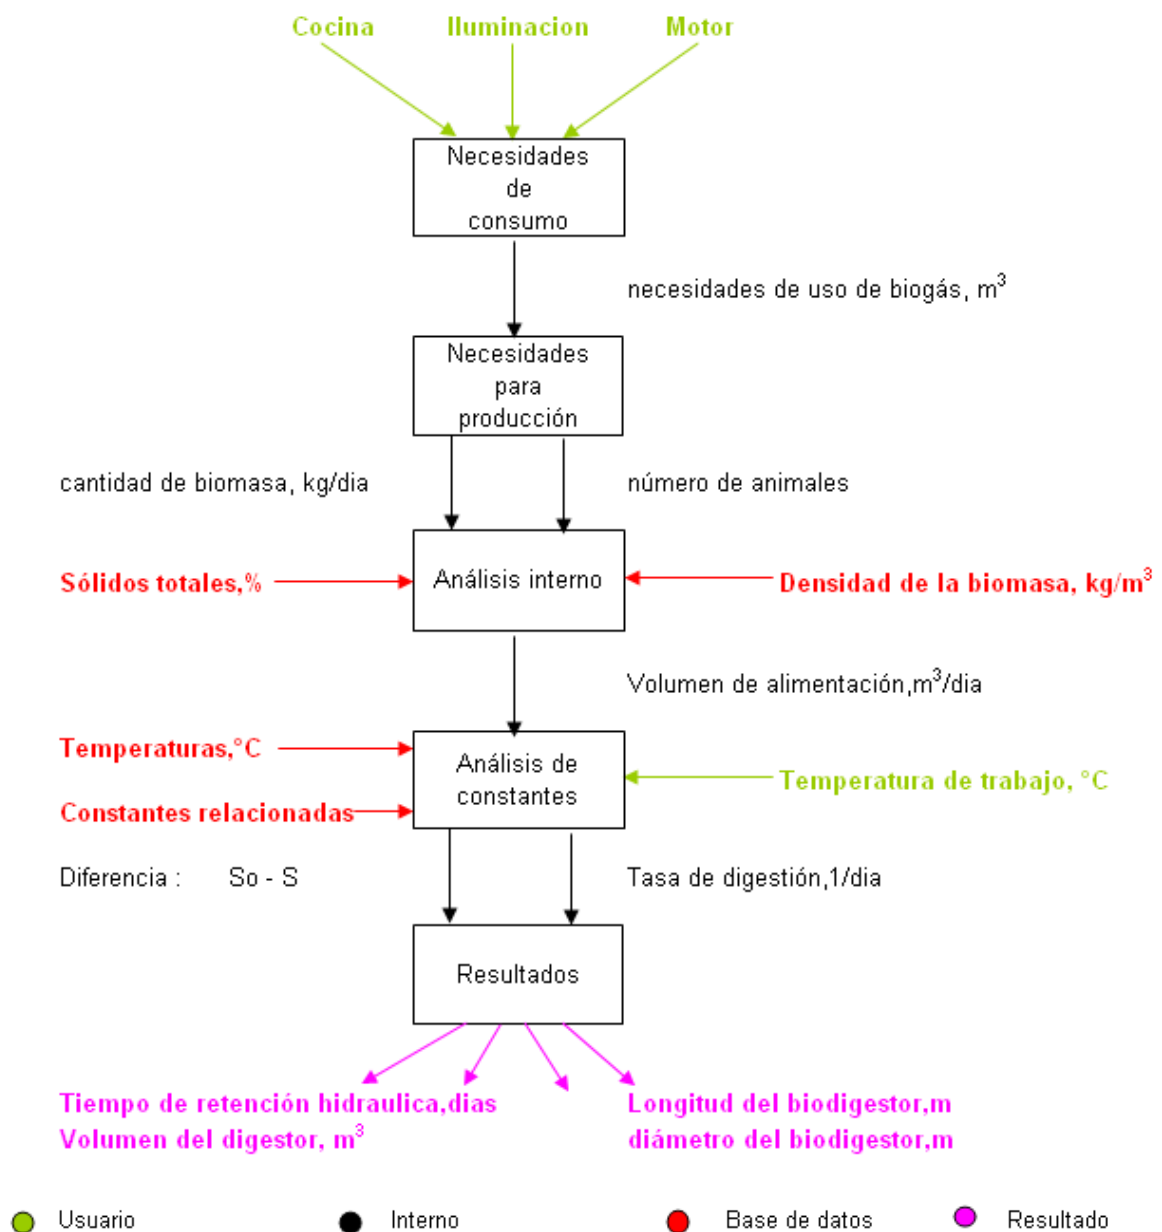 Cocina Iluminacion Motor
Necesidades
de
consumo
necesidades de uso de biogás, m³
Necesidades
para
producción
cantidad de biomasa, kg/dia
número de animales
Sólidos totales,%
Análisis interno
Densidad de la biomasa, kg/m³
Volumen de alimentación,m³/dia
Temperaturas,°C
Análisis de
constantes
Temperatura de trabajo, °C
Constantes relacionadas
Diferencia : So - S
Tasa de digestión,1/dia
Resultados
Tiempo de retención hidraulica,dias
Volumen del digestor, m³
Longitud del biodigestor,m
diámetro del biodigestor,m
Usuario Interno Base de datos Resultado